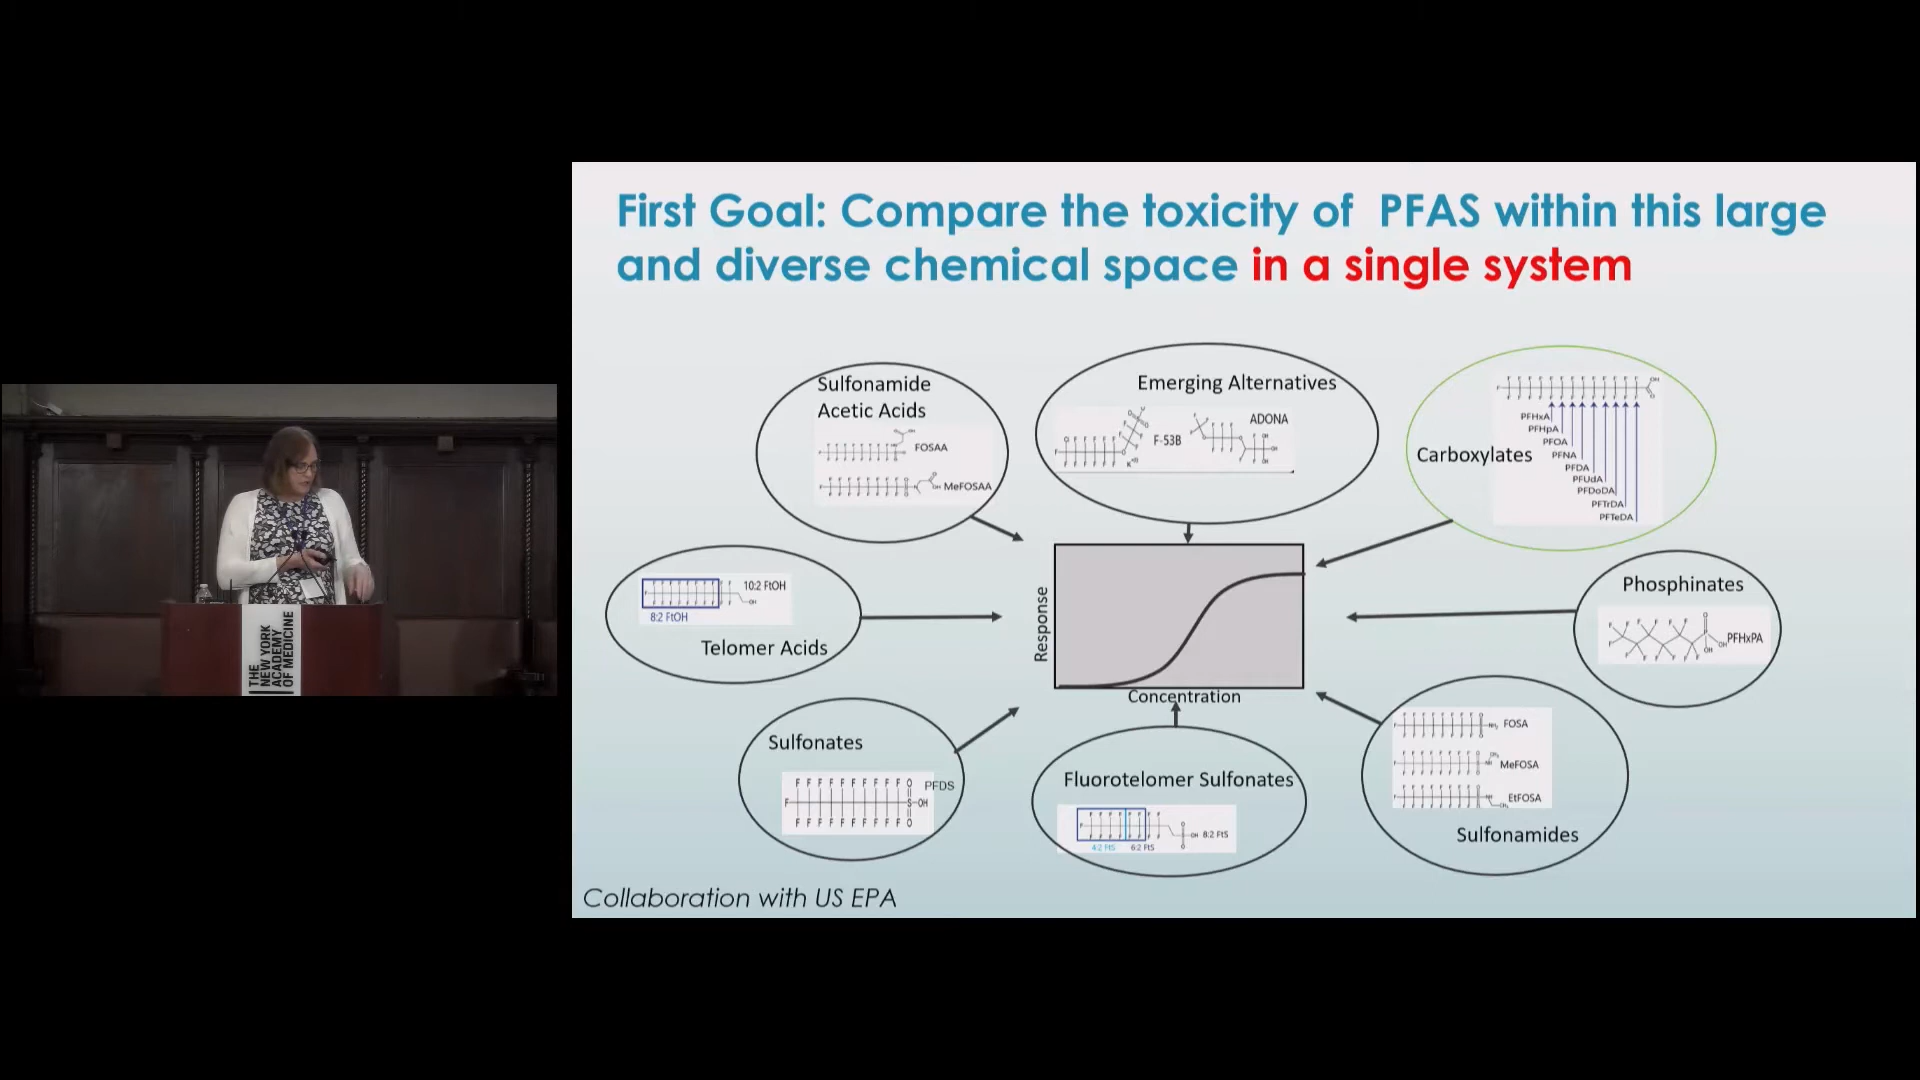 First Goal: Compare the toxicity of PFAS within this large
and diverse chemical space in a single system
Sulfonamide
Acetic Acids
FOSAA
MeFOSAA
Emerging Alternatives
F-53B
ADONA
Carboxylates
PFHxA
PFHpA
PFOA
PFNA
PFDA
PFUdA
PFDoDA
PFTrDA
PFTeDA
10:2 FtOH
8:2 FtOH
Telomer Acids
Response
Concentration
Phosphinates
PFHxPA
Sulfonates
PFDS
Fluorotelomer Sulfonates
8:2 FtS
4:2 FtS
6:2 FtS
FOSA
MeFOSA
EtFOSA
Sulfonamides
Collaboration with US EPA
THE
NEW YORK
ACADEMY
OF MEDICINE